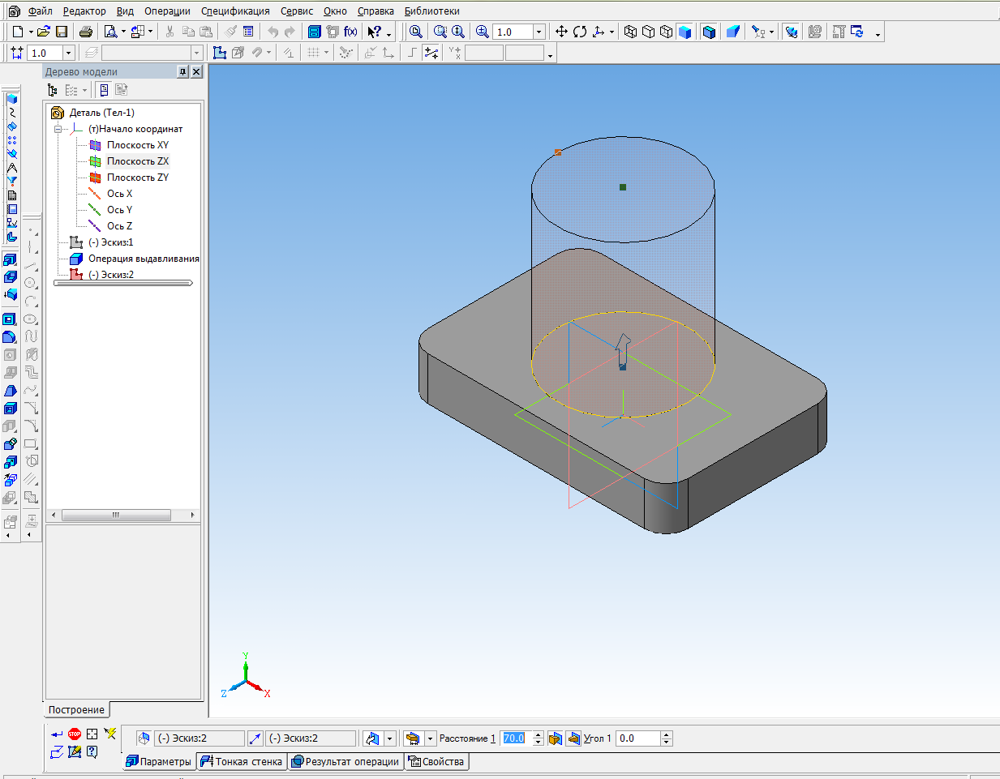 Файл Редактор Вид Операции Спецификация Сервис Окно Справка Библиотеки
f(x) 1.0
1.0
Дерево модели
Деталь (Тел-1)
(т)Начало координат
Плоскость XY
Плоскость ZX
Плоскость ZY
Ось X
Ось Y
Ось Z
(-) Эскиз:1
Операция выдавливания
(-) Эскиз:2
Y
Z X
Построение
STOP (-) Эскиз:2 (-) Эскиз:2 Расстояние 1 70.0 Угол 1 0.0
Параметры Тонкая стенка Результат операции Свойства